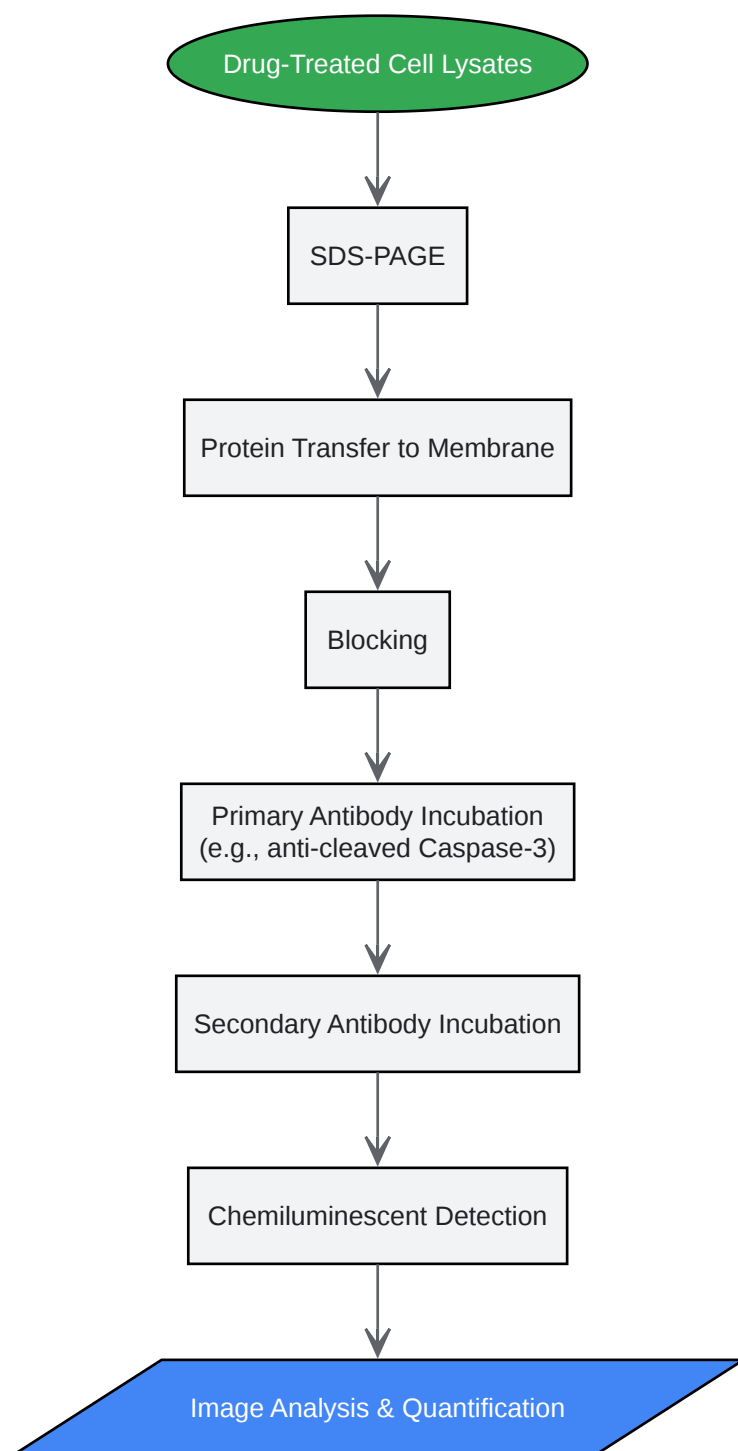 Drug-Treated Cell Lysates
SDS-PAGE
Protein Transfer to Membrane
Blocking
Primary Antibody Incubation
(e.g., anti-cleaved Caspase-3)
Secondary Antibody Incubation
Chemiluminescent Detection
Image Analysis & Quantification